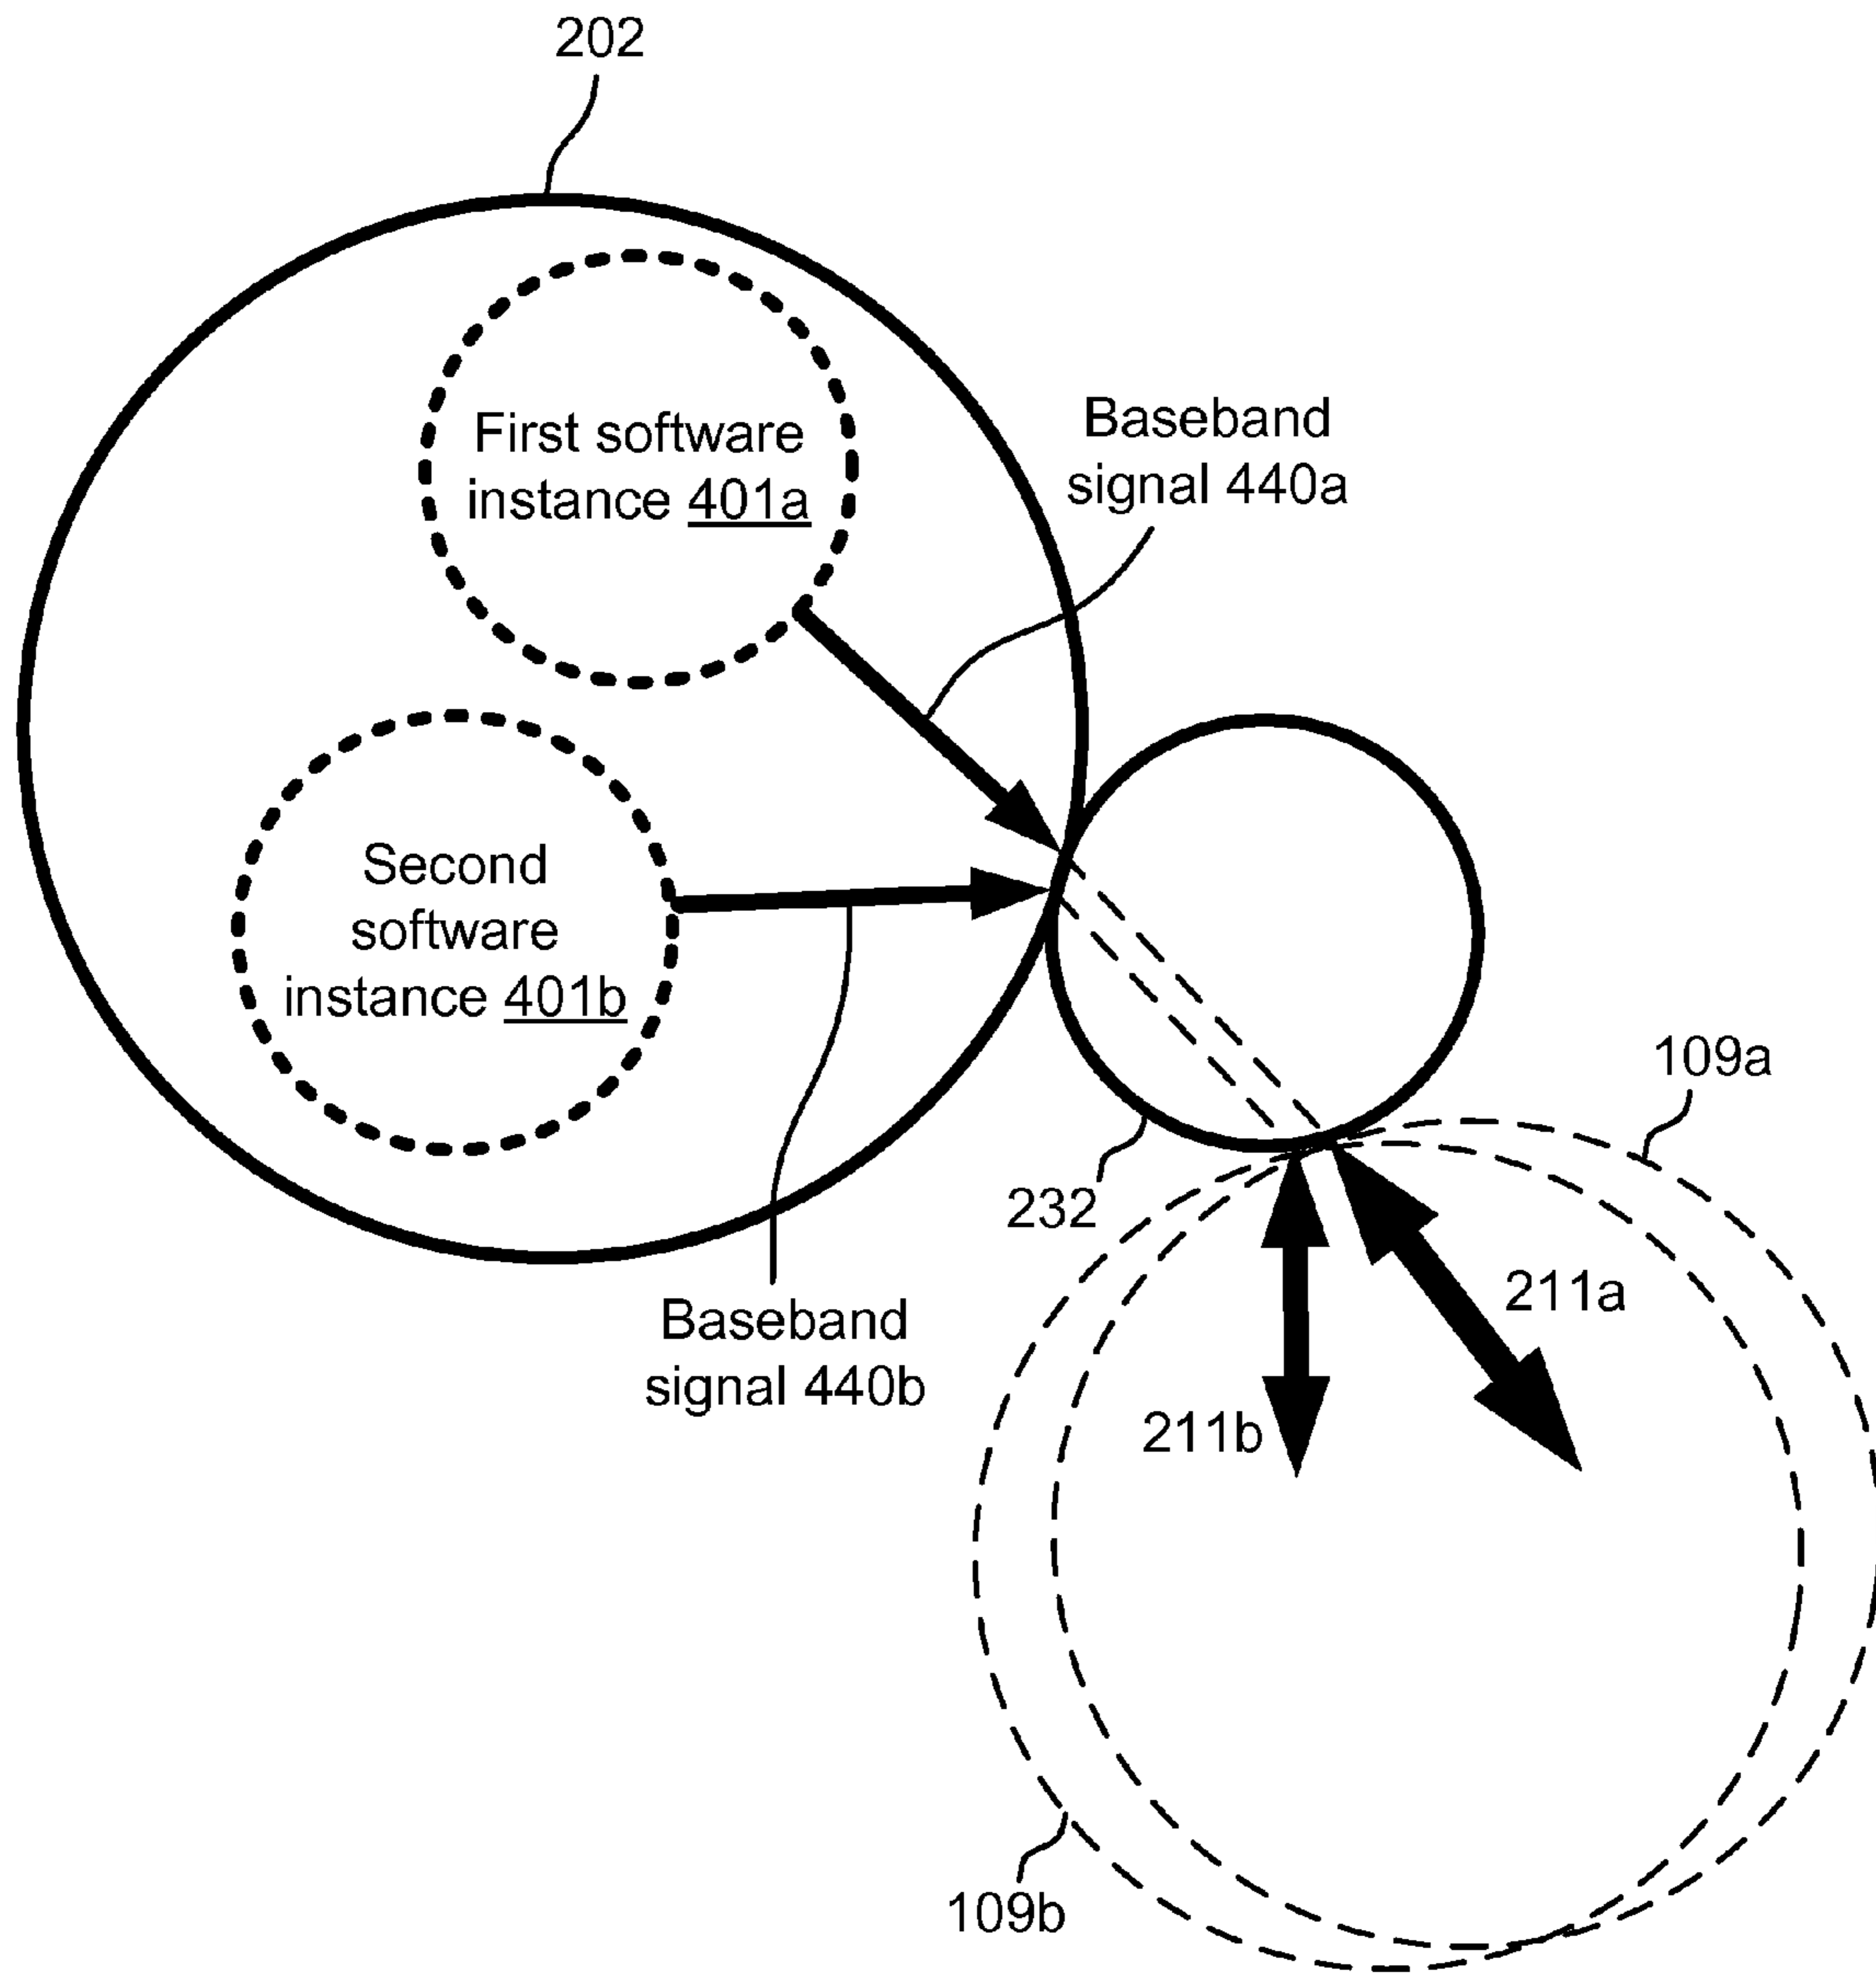 202
First software
instance 401a
Baseband
signal 440a
Second
software
instance 401b
109a
232
211a
Baseband
signal 440b
211b
109b